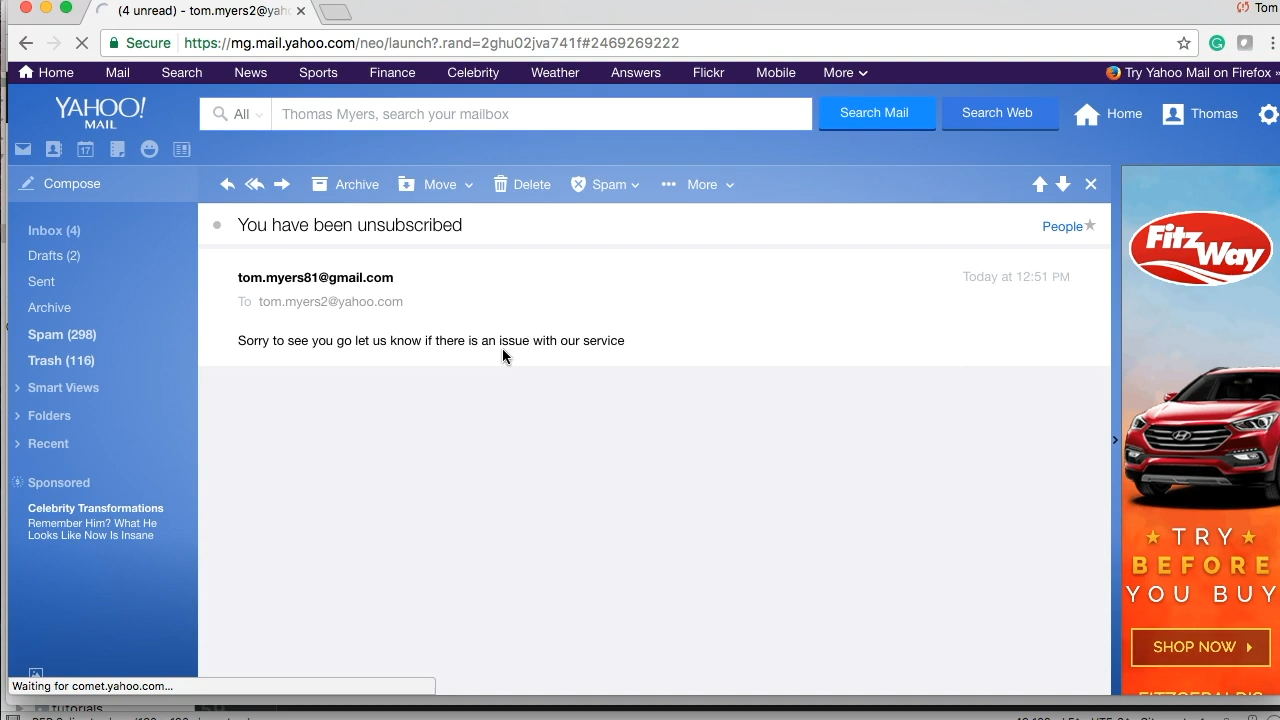 (4 unread) - tom.myers2@yah
Tom
Secure https://mg.mail.yahoo.com/neo/launch?.rand=2ghu02jva741f#2469269222
Home Mail Search News Sports Finance Celebrity Weather Answers Flickr Mobile More Try Yahoo Mail on Firefox »
YAHOO!
MAIL
All Thomas Myers, search your mailbox Search Mail Search Web Home Thomas
17
Compose
Archive Move Delete Spam More
You have been unsubscribed
People
Inbox (4)
Drafts (2)
Sent
Archive
Spam (298)
Trash (116)
Smart Views
Folders
Recent
Sponsored
Celebrity Transformations
Remember Him? What He
Looks Like Now Is Insane
tom.myers81@gmail.com
Today at 12:51 PM
To tom.myers2@yahoo.com
Sorry to see you go let us know if there is an issue with our service
FitzWay
TRY
BEFORE
YOU BUY
SHOP NOW
Waiting for comet.yahoo.com...
tutorials